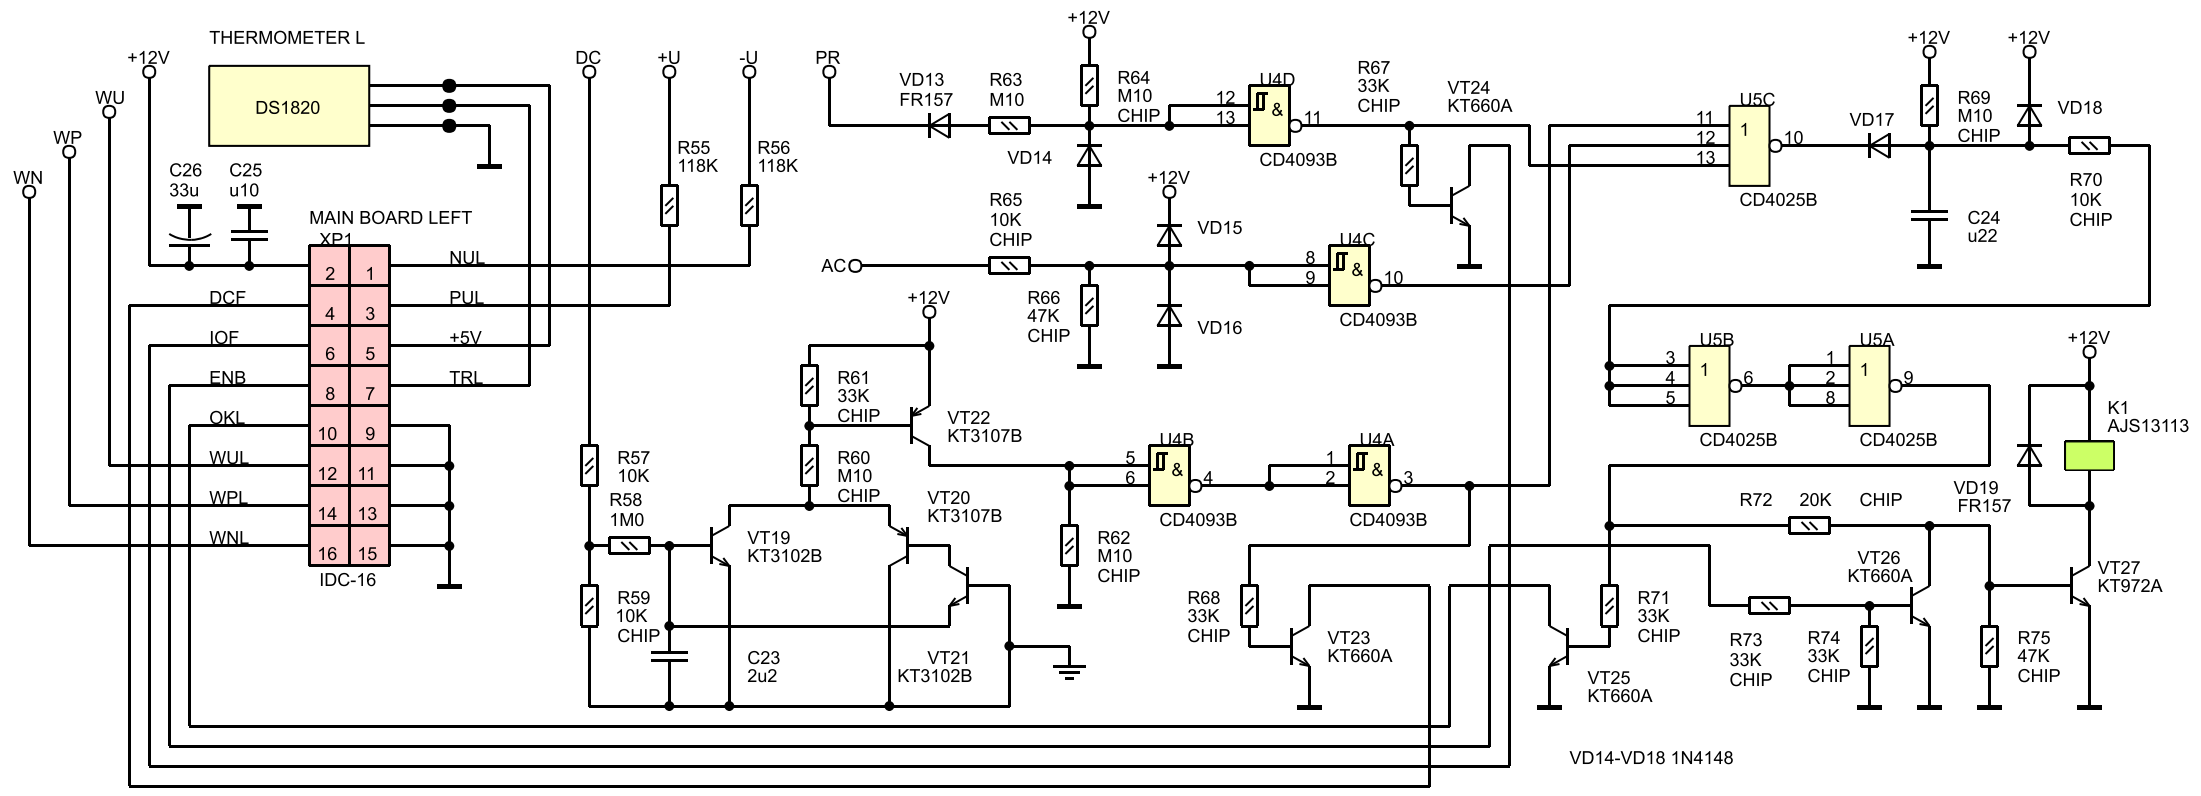 THERMOMETER L
+12V
DS1820
WU
WP
WN
C26
33u
C25
u10
MAIN BOARD LEFT
XP1
2 1
4 3
6 5
8 7
10 9
12 11
14 13
16 15
IDC-16
NUL
DCF
PUL
IOF
+5V
ENB
TRL
OKL
WUL
WPL
WNL
DC
+U
-U
PR
R55
118K
R56
118K
VD13
FR157
R63
M10
+12V
R64
M10
CHIP
VD14
U4D
12
13
&
11
CD4093B
R67
33K
CHIP
VT24
KT660A
U5C
11
12
13
1
10
CD4025B
VD17
+12V
R69
M10
CHIP
+12V
VD18
R70
10K
CHIP
C24
u22
AC
R65
10K
CHIP
R66
47K
CHIP
+12V
VD15
VD16
U4C
8
9
&
10
CD4093B
+12V
R61
33K
CHIP
VT22
KT3107B
R60
M10
CHIP
VT20
KT3107B
R57
10K
R58
1M0
VT19
KT3102B
R59
10K
CHIP
C23
2u2
VT21
KT3102B
U4B
5
6
&
4
CD4093B
U4A
1
2
&
3
CD4093B
R62
M10
CHIP
R68
33K
CHIP
VT23
KT660A
U5B
3
4
5
1
6
CD4025B
U5A
1
2
8
1
9
CD4025B
+12V
K1
AJS13113
VD19
FR157
R72 20K CHIP
VT26
KT660A
VT27
KT972A
R71
33K
CHIP
VT25
KT660A
R73
33K
CHIP
R74
33K
CHIP
R75
47K
CHIP
VD14-VD18 1N4148